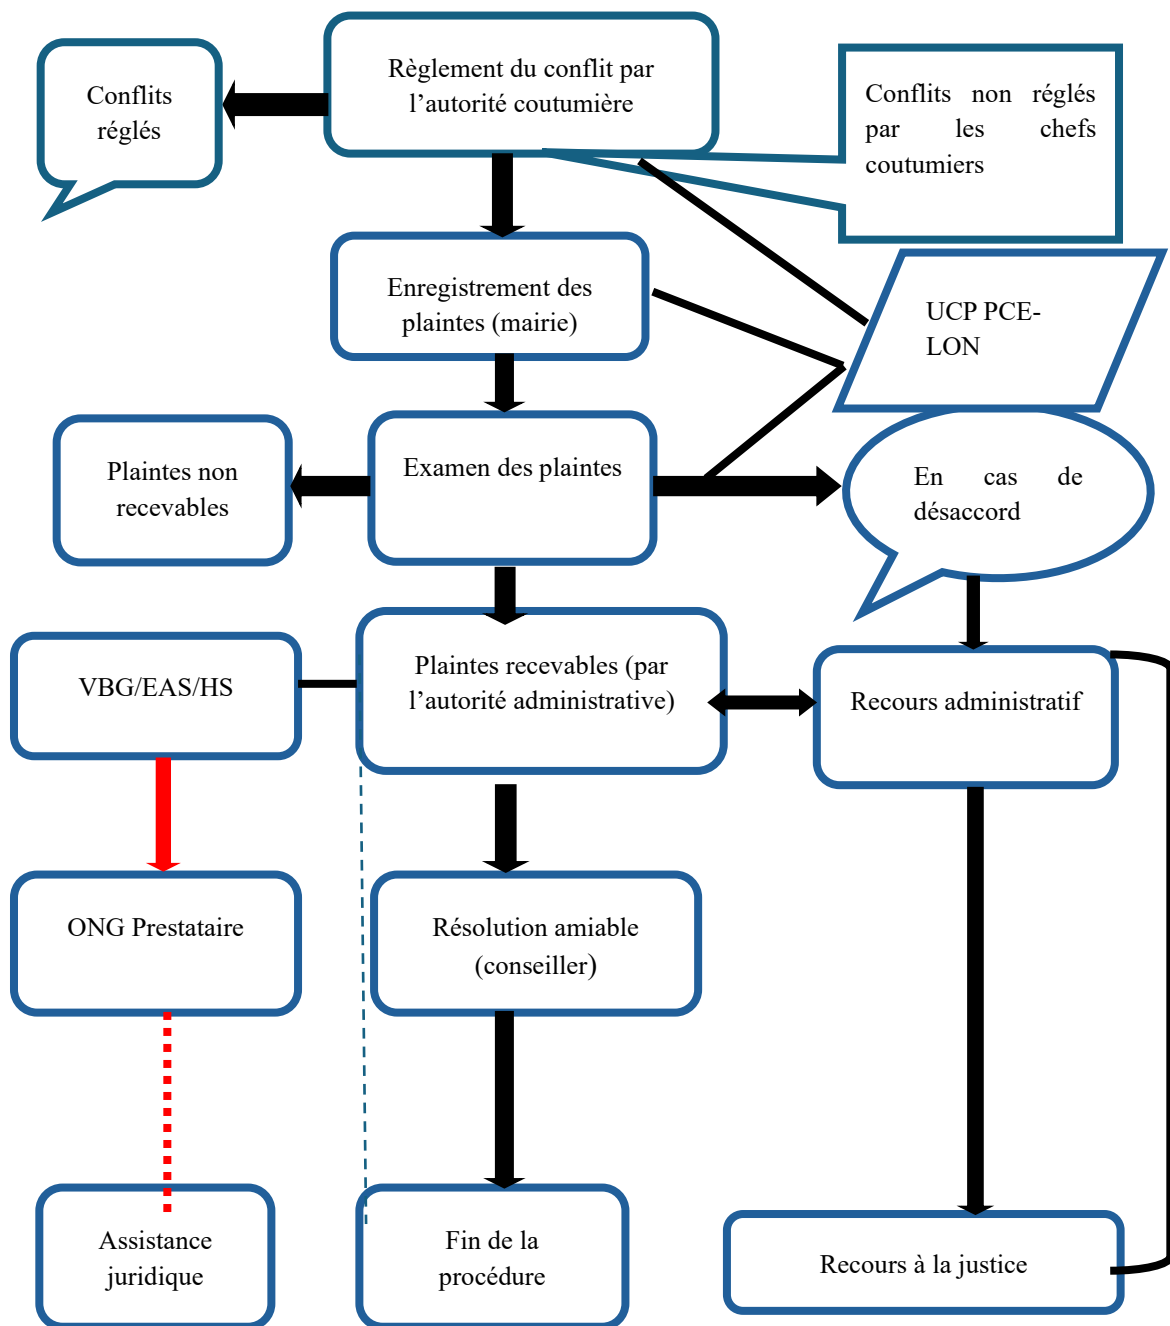 Règlement du conflit par
l’autorité coutumière
Conflits
réglés
Conflits non réglés
par les chefs
coutumiers
Enregistrement des
plaintes (mairie)
UCP PCE-
LON
Examen des plaintes
Plaintes non
recevables
En cas de
désaccord
Plaintes recevables (par
l’autorité administrative)
VBG/EAS/HS
Recours administratif
ONG Prestataire
Résolution amiable
(conseiller)
Assistance
juridique
Fin de la
procédure
Recours à la justice